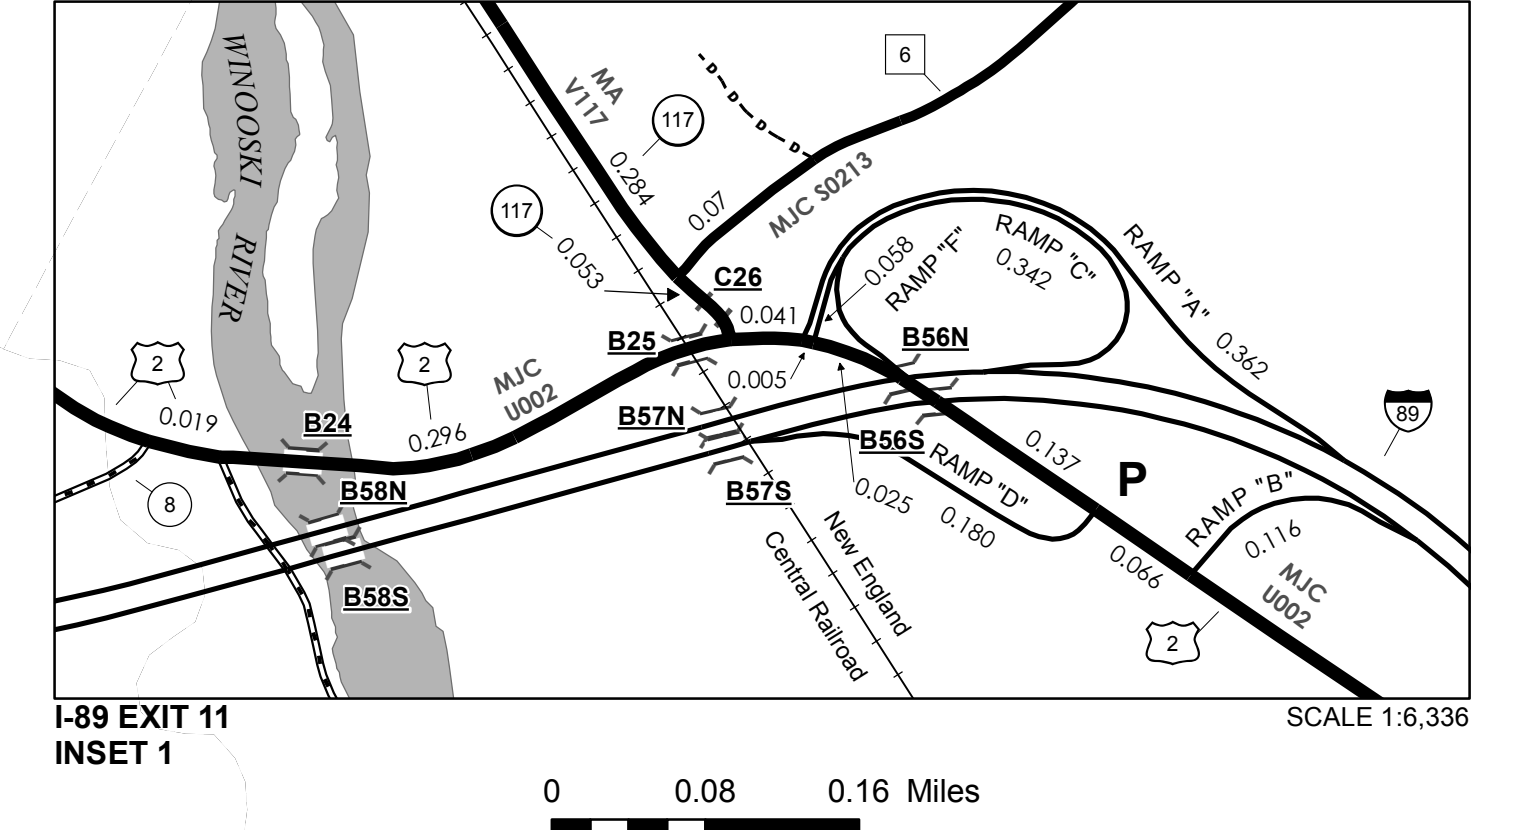 WINOOSKI
RIVER
MA
V117
117
6
0.284
0.07
MJC S0213
117
0.053
C26
0.041
0.058
RAMP "F"
RAMP "C"
0.342
RAMP "A"
0.362
B25
B56N
2
2
0.005
MJC
U002
0.019
B24
0.296
B57N
B56S
89
0.137
P
B58N
B57S
RAMP "D"
0.025
0.180
RAMP "B"
0.116
8
New England
Central Railroad
0.066
MJC
U002
B58S
2
I-89 EXIT 11
INSET 1
SCALE 1:6,336
0 0.08 0.16 Miles
D
D
D
D